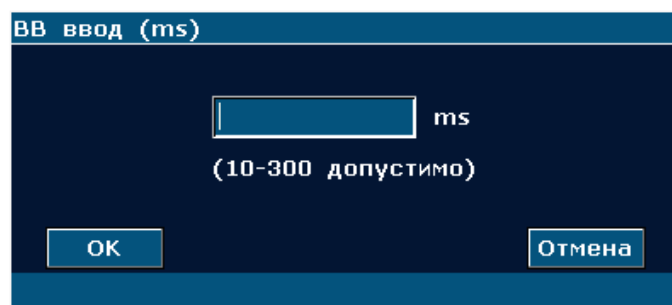 ВВ ввод (ms)
ms
(10-300 допустимо)
OK Отмена